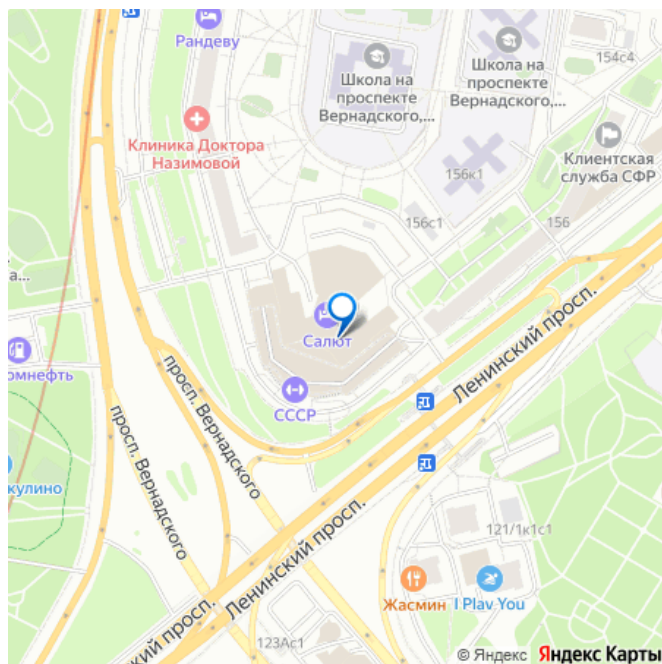 Рандеву
154с4
Школа на
проспекте
Вернадского,...
Школа на
проспекте
Вернадского,...
Клиника Доктора
Назимовой
Клиентская
служба СФР
156к1
156с1
156
а...
Салют
СССР
омнефть
кулино
просп. Вернадского
просп. Вернадского
Ленинский просп.
Ленинский просп.
кий просп.
121/1к1с1
Жасмин
I Play You
123Ас1
© Яндекс
Яндекс Карты